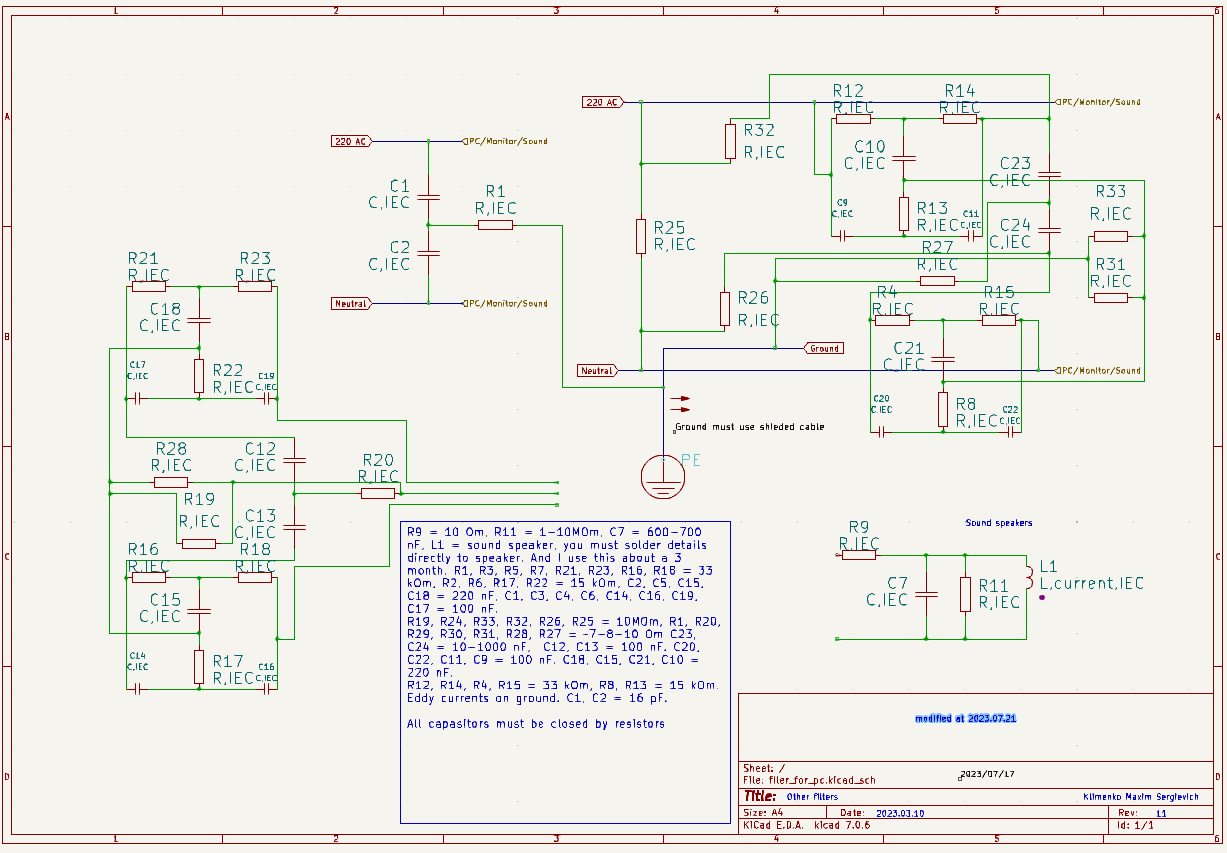 1 2 3 4 5 6
A
B
C
D
220 AC
PC/Monitor/Sound
C1
C,IEC
R1
R,IEC
C2
C,IEC
Neutral
PC/Monitor/Sound
220 AC
PC/Monitor/Sound
R32
R,IEC
R12
R,IEC
R14
R,IEC
C10
C,IEC
C23
C,IEC
R33
R,IEC
C9
C,IEC
R13
R,IEC
C11
C,IEC
C24
C,IEC
R25
R,IEC
R27
R,IEC
R31
R,IEC
R26
R,IEC
R4
R,IEC
R15
R,IEC
Ground
C21
C,IEC
Neutral
PC/Monitor/Sound
C20
C,IEC
R8
R,IEC
C22
C,IEC
Ground must use shleded cable
PE
R21
R,IEC
R23
R,IEC
C18
C,IEC
C17
C,IEC
R22
R,IEC
C19
C,IEC
R28
R,IEC
C12
C,IEC
R20
R,IEC
R19
R,IEC
C13
C,IEC
R16
R,IEC
R18
R,IEC
C15
C,IEC
C14
C,IEC
R17
R,IEC
C16
C,IEC
R9 = 10 Om, R11 = 1-10MOm, C7 = 600-700
nF, L1 = sound speaker, you must solder details
directly to speaker. And I use this about a 3
month. R1, R3, R5, R7, R21, R23, R16, R18 = 33
kOm, R2, R6, R17, R22 = 15 kOm, C2, C5, C15,
C18 = 220 nF. C1, C3, C4, C6, C14, C16, C19,
C17 = 100 nF.
R19, R24, R33, R32, R26, R25 = 10MOm, R1, R20,
R29, R30, R31, R28, R27 = -7-8-10 Om C23,
C24 = 10-1000 nF, C12, C13 = 100 nF. C20,
C22, C11, C9 = 100 nF. C18, C15, C21, C10 =
220 nF.
R12, R14, R4, R15 = 33 kOm, R8, R13 = 15 kOm.
Eddy currents on ground. C1, C2 = 16 pF.
All capasitors must be closed by resistors
Sound speakers
R9
R,IEC
C7
C,IEC
R11
R,IEC
L1
L,current,IEC
modified at 2023.07.21
Sheet: /
File: filer_for_pc.kicad_sch
2023/07/17
Title: Other filters
Klimenko Maxim Sergievich
Size: A4 Date: 2023.03.10 Rev: 1.1
KiCad E.D.A. kicad 7.0.6 Id: 1/1
A
B
C
D
1 2 3 4 5 6